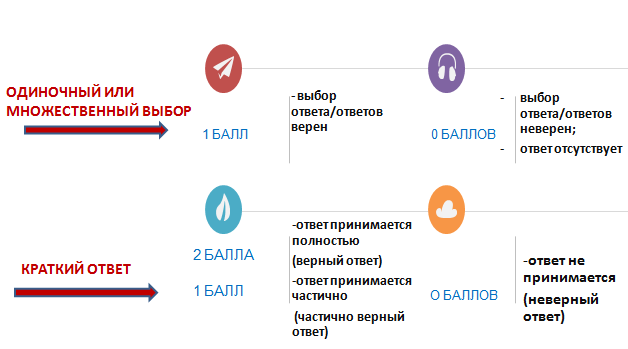 ОДИНОЧНЫЙ ИЛИ
МНОЖЕСТВЕННЫЙ ВЫБОР
1 БАЛЛ
- выбор
ответа/ответов
верен
0 БАЛЛОВ
- выбор
ответа/ответов
неверен;
- ответ отсутствует
КРАТКИЙ ОТВЕТ
2 БАЛЛА
-ответ принимается
полностью
(верный ответ)
1 БАЛЛ
-ответ принимается
частично
(частично верный
ответ)
О БАЛЛОВ
-ответ не
принимается
(неверный
ответ)